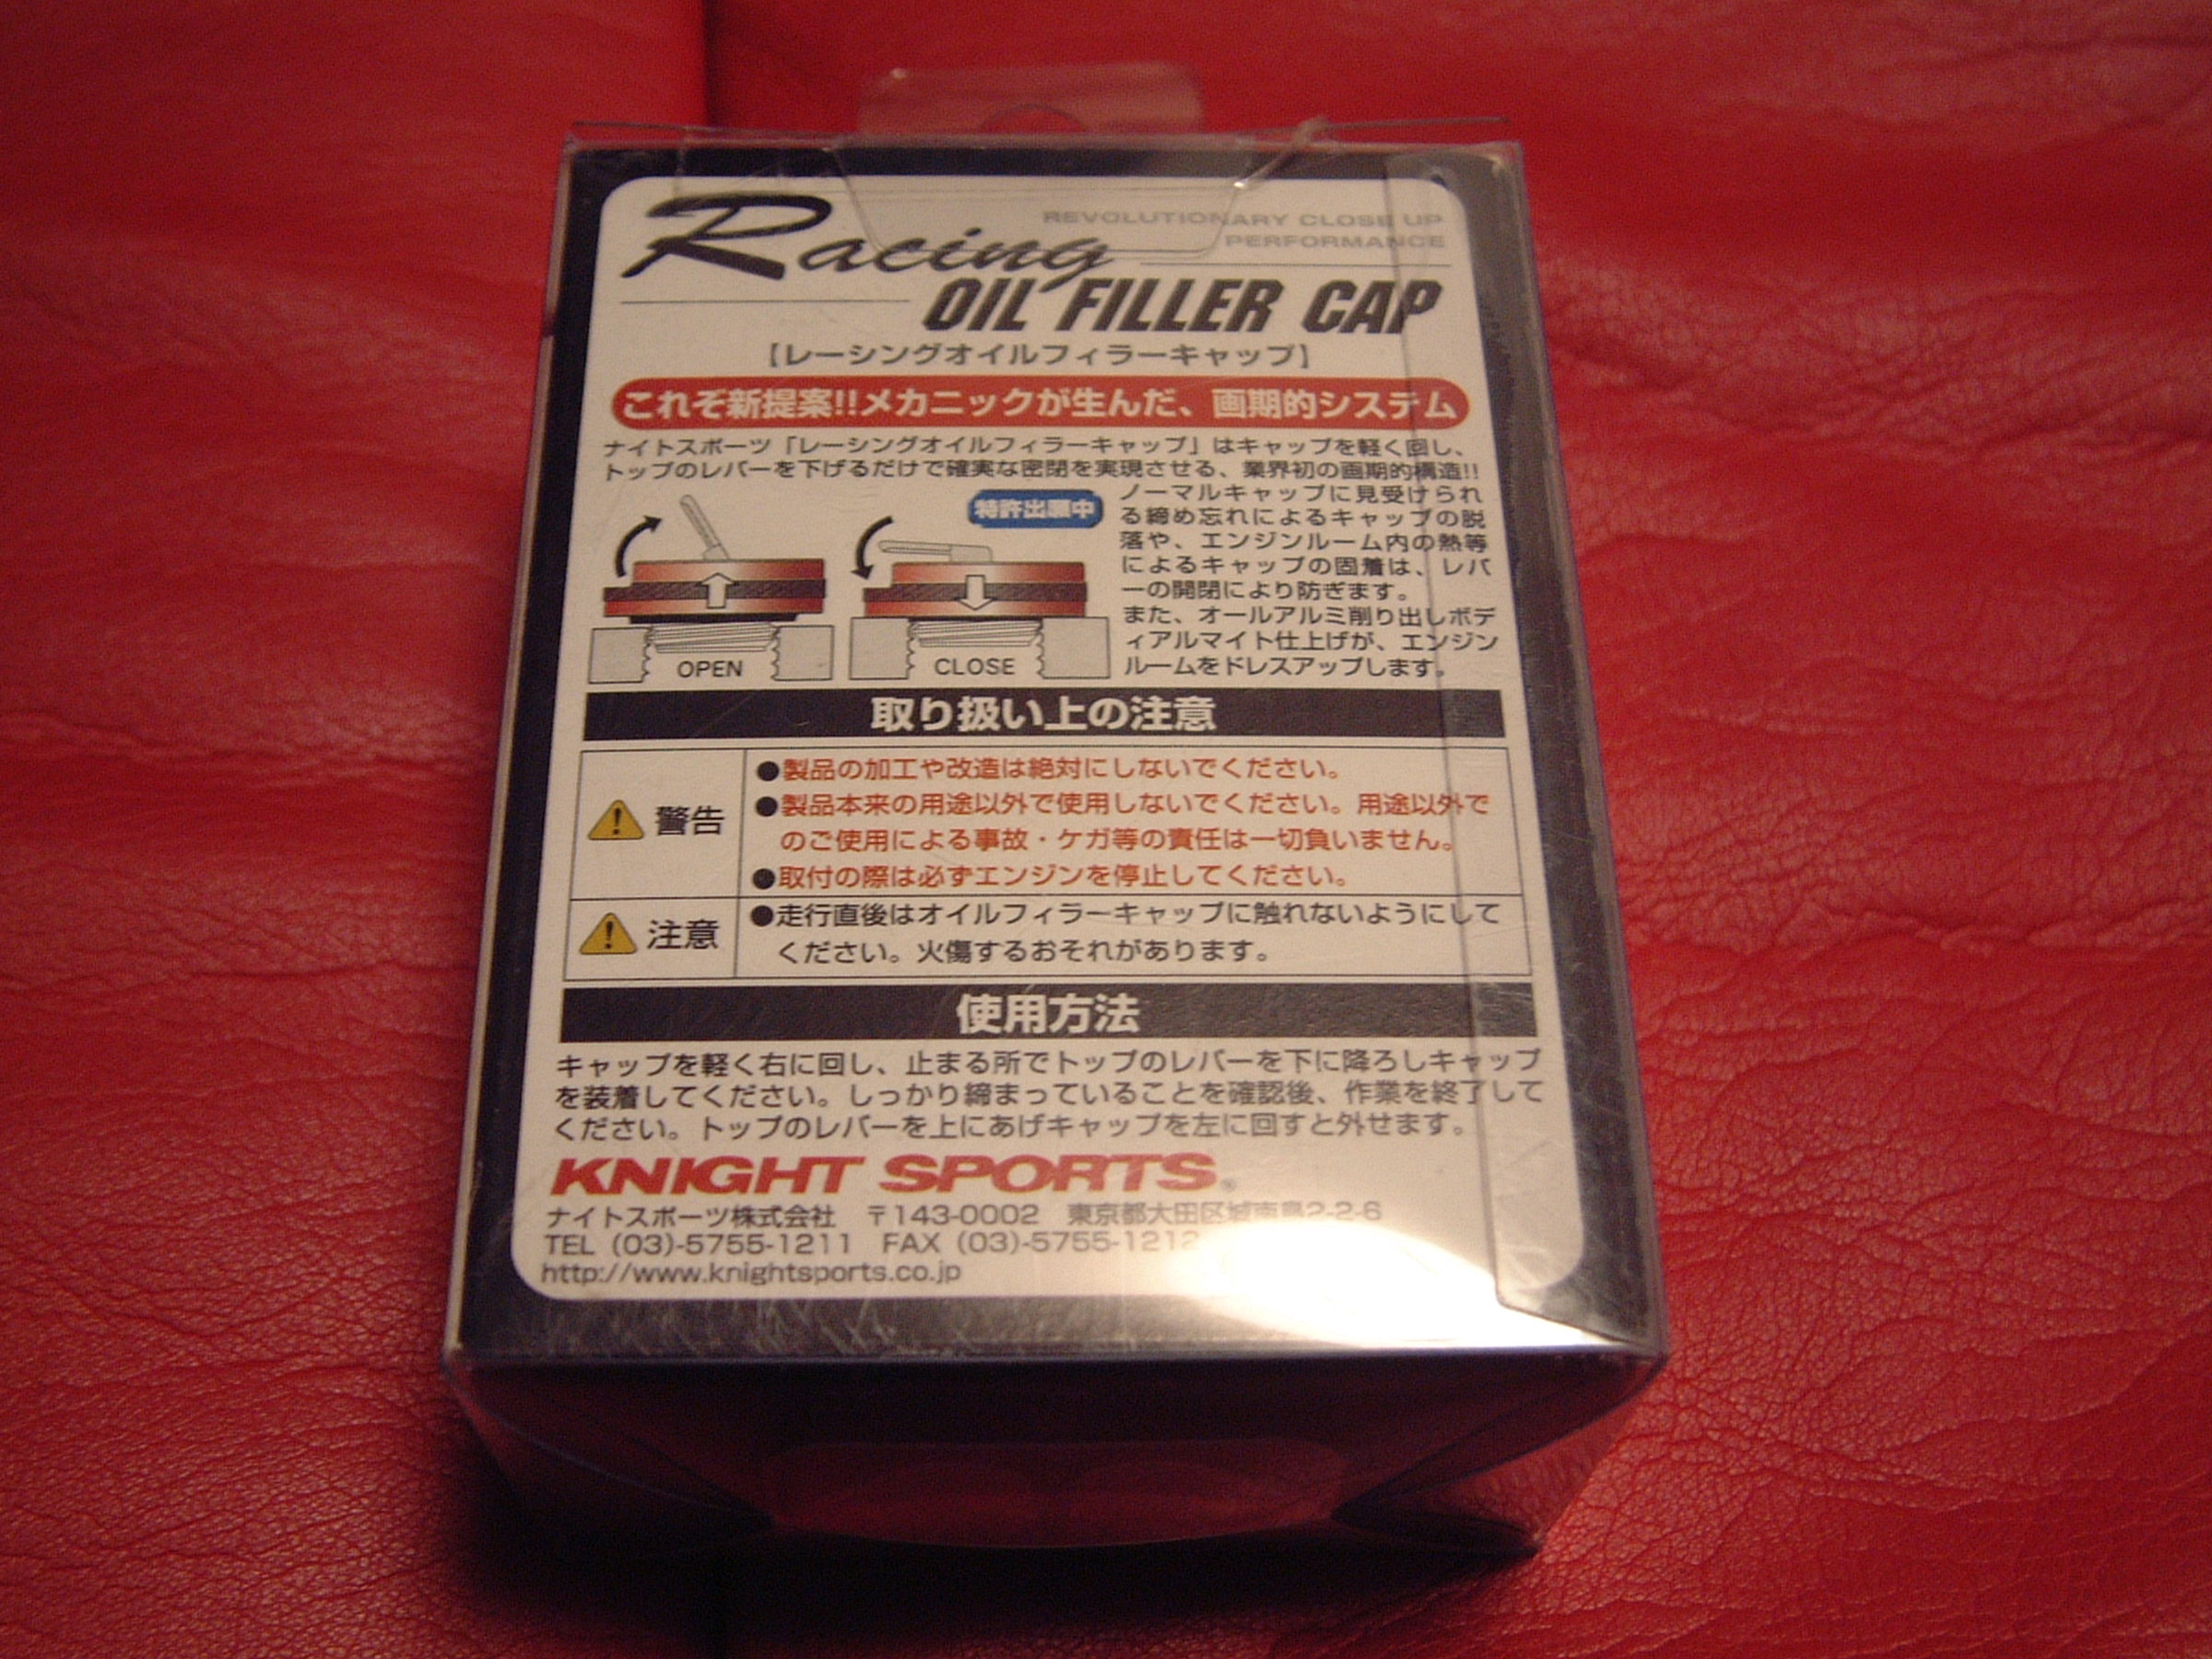 Racing
REVOLUTIONARY CLOSE UP
PERFORMANCE
OIL FILLER CAP
【レーシングオイルフィラーキャップ】
これぞ新提案!!メカニックが生んだ、画期的システム
ナイトスポーツ「レーシングオイルフィラーキャップ」はキャップを軽く回し、
トップのレバーを下げるだけで確実な密閉を実現させる、業界初の画期的構造!!
特許出願中
OPEN
CLOSE
ノーマルキャップに見受けられ
る締め忘れによるキャップの脱
落や、エンジンルーム内の熱等
によるキャップの固着は、レバ
ーの開閉により防ぎます。
また、オールアルミ削り出しボデ
ィアルマイト仕上げが、エンジン
ルームをドレスアップします。
取り扱い上の注意
警告
●製品の加工や改造は絶対にしないでください。
●製品本来の用途以外で使用しないでください。用途以外で
のご使用による事故・ケガ等の責任は一切負いません。
●取付の際は必ずエンジンを停止してください。
注意
●走行直後はオイルフィラーキャップに触れないようにして
ください。火傷するおそれがあります。
使用方法
キャップを軽く右に回し、止まる所でトップのレバーを下に降ろしキャップ
を装着してください。しっかり締まっていることを確認後、作業を終了して
ください。トップのレバーを上にあげキャップを左に回すと外せます。
KNIGHT SPORTS®
ナイトスポーツ株式会社 〒143-0002 東京都大田区城南島2-2-6
TEL (03)-5755-1211 FAX (03)-5755-1212
http://www.knightsports.co.jp